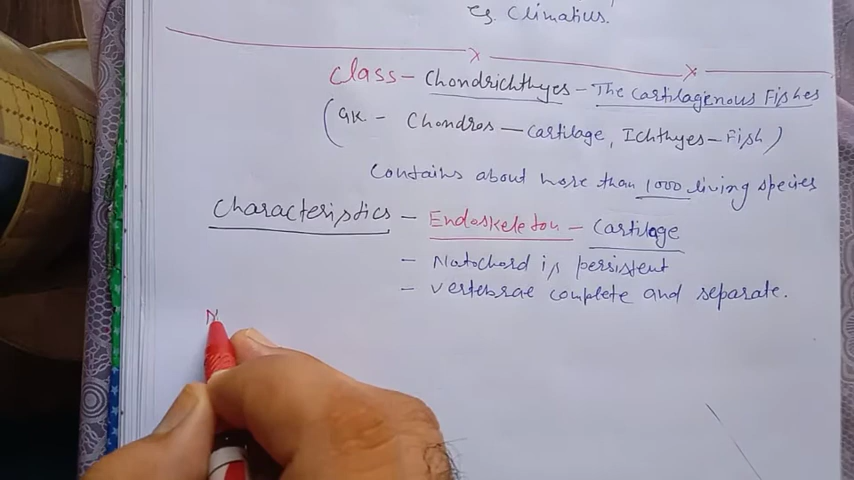 eg. Climatius.
Class - Chondrichthyes - The Cartilagenous Fishes
(GK - Chondros - cartilage, Ichthyes - Fish)
Contains about more than 1000 living species
Characteristics - Endoskeleton - Cartilage
- Notochord is persistent
- vertebrae complete and separate.
N